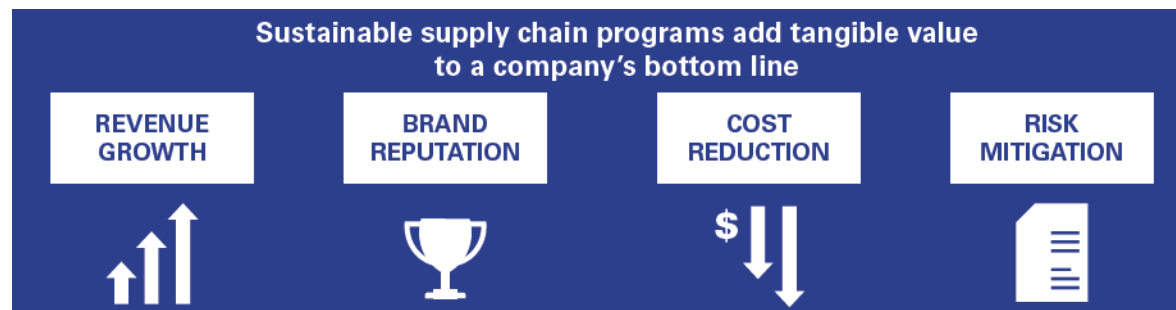 Sustainable supply chain programs add tangible value
to a company's bottom line
REVENUE
GROWTH
BRAND
REPUTATION
COST
REDUCTION
RISK
MITIGATION
$